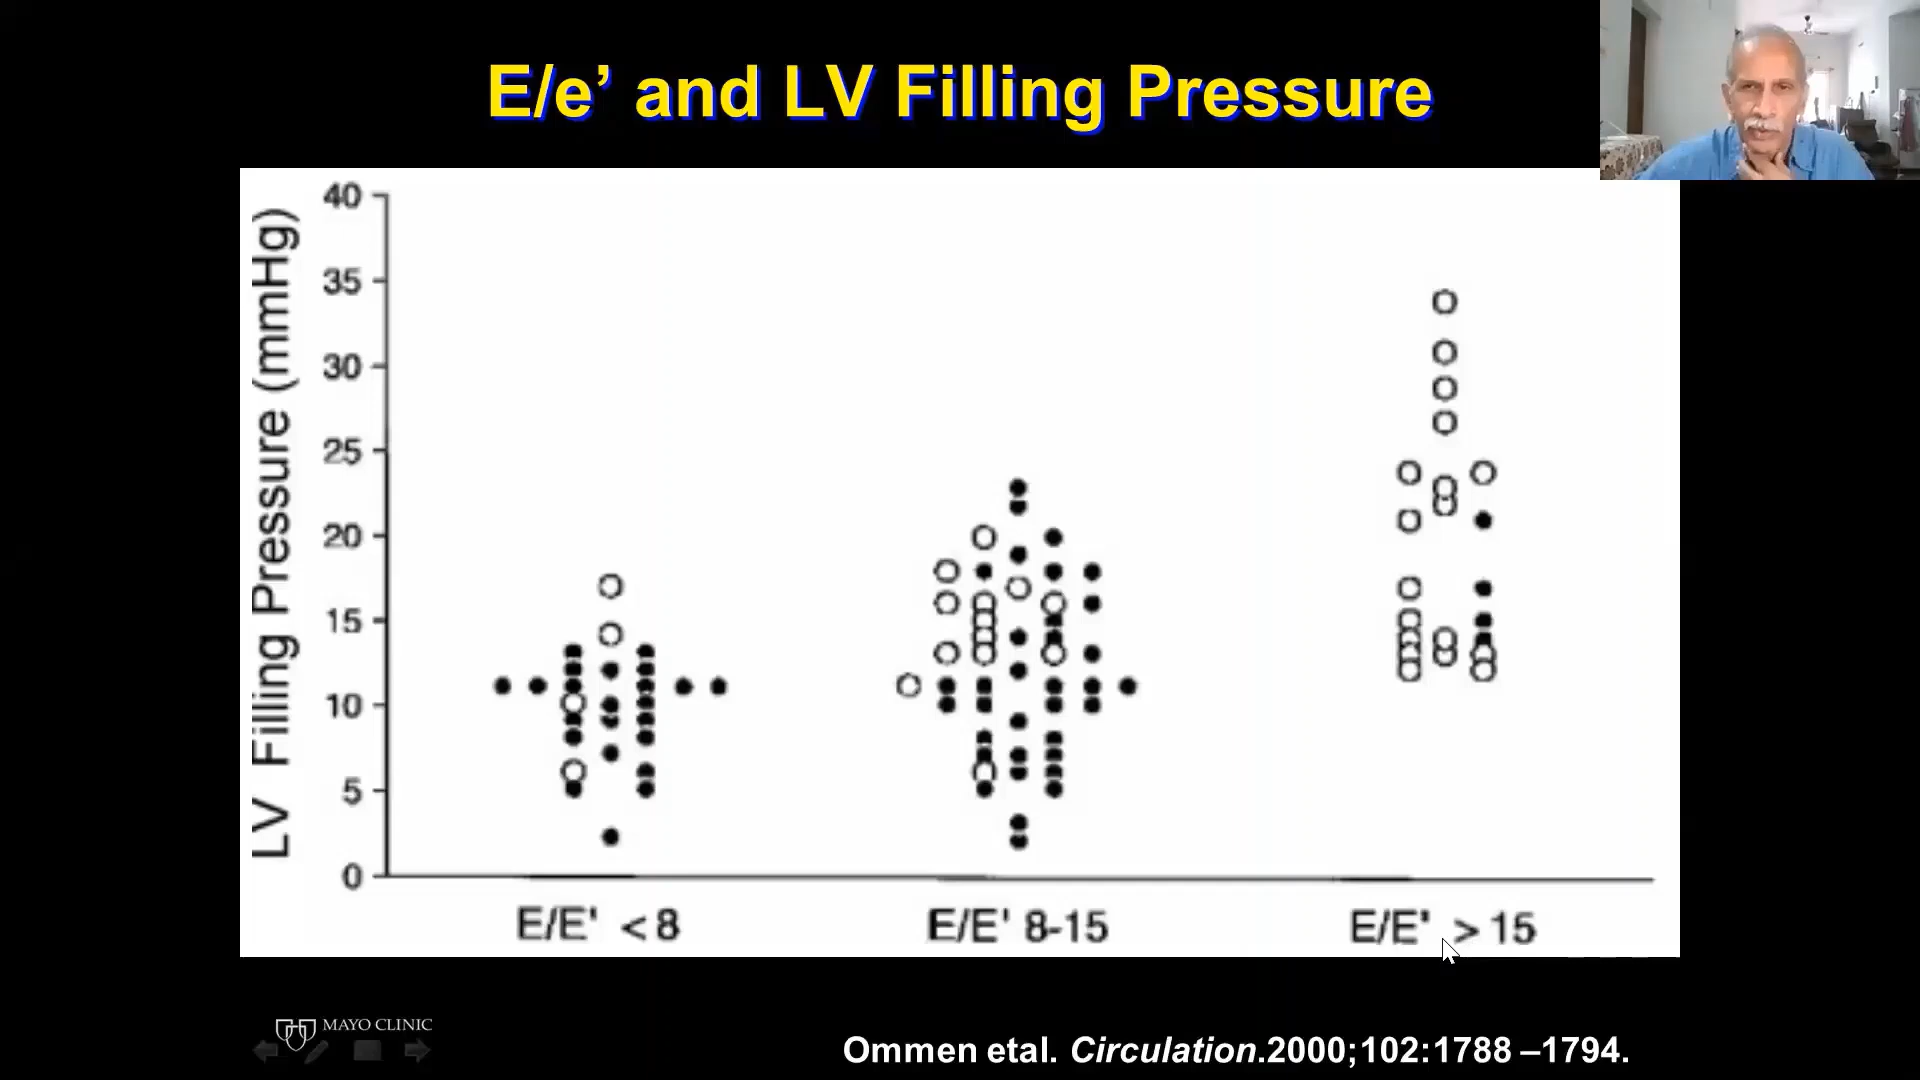 E/e’ and LV Filling Pressure
LV Filling Pressure (mmHg)
40
35
30
25
20
15
10
5
0
E/E' < 8
E/E' 8-15
E/E' > 15
MAYO CLINIC
Ommen etal. Circulation.2000;102:1788 –1794.